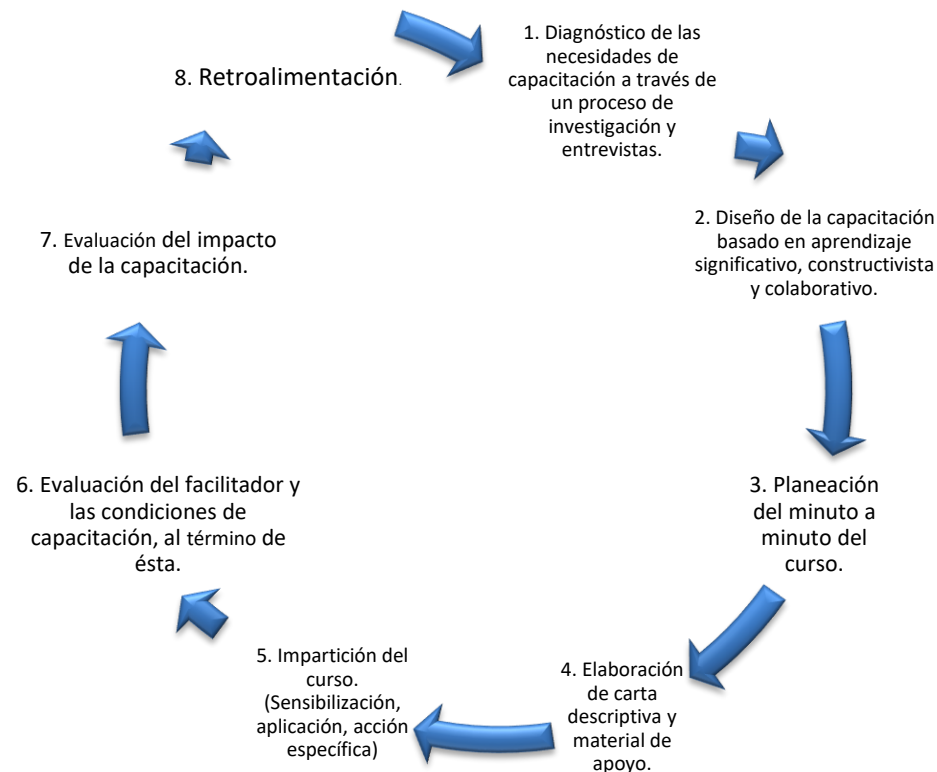 1. Diagnóstico de las
necesidades de
capacitación a través de
un proceso de
investigación y
entrevistas.
2. Diseño de la capacitación
basado en aprendizaje
significativo, constructivista
y colaborativo.
3. Planeación
del minuto a
minuto del
curso.
4. Elaboración
de carta
descriptiva y
material de
apoyo.
5. Impartición del
curso.
(Sensibilización,
aplicación, acción
específica)
6. Evaluación del facilitador y
las condiciones de
capacitación, al término de
ésta.
7. Evaluación del impacto
de la capacitación.
8. Retroalimentación.